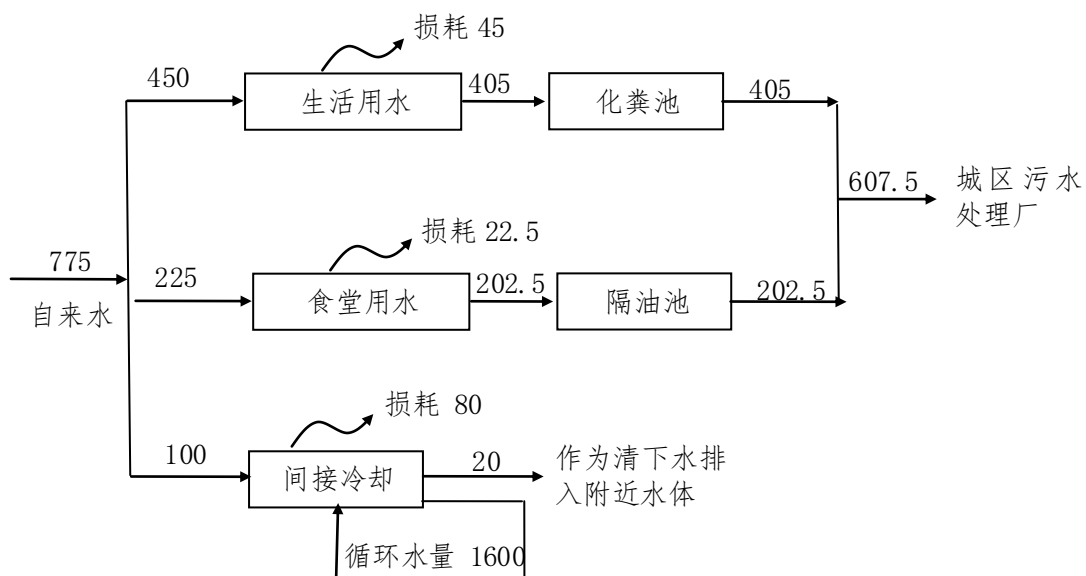 损耗 45
450
生活用水
405
化粪池
405
607.5
城区污水
处理厂
损耗 22.5
775
自来水
225
食堂用水
202.5
隔油池
202.5
损耗 80
100
间接冷却
20
作为清下水排
入附近水体
循环水量 1600